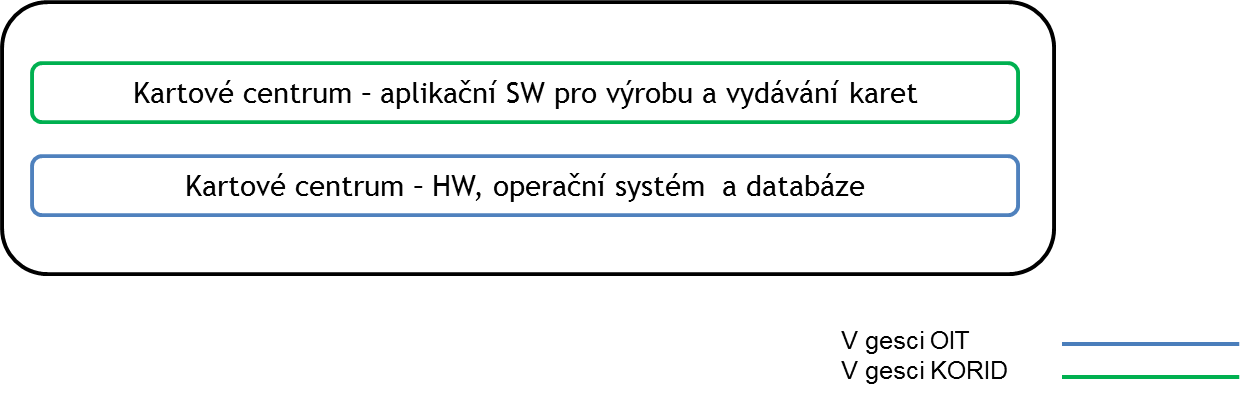 Kartové centrum – aplikační SW pro výrobu a vydávání karet
Kartové centrum – HW, operační systém  a databáze
V gesci OIT
V gesci KORID